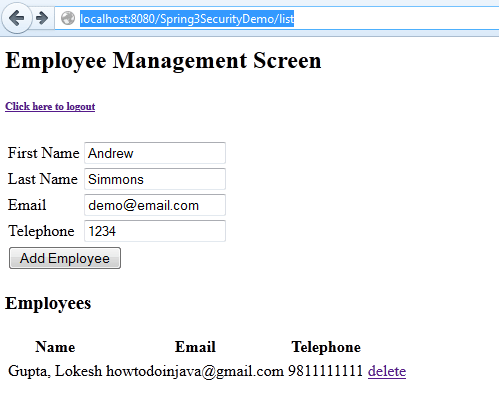 localhost:8080/Spring3SecurityDemo/list
Employee Management Screen
Click here to logout
First Name Andrew
Last Name Simmons
Email demo@email.com
Telephone 1234
Add Employee
Employees
Name Email Telephone
Gupta, Lokesh howtodoinjava@gmail.com 9811111111 delete